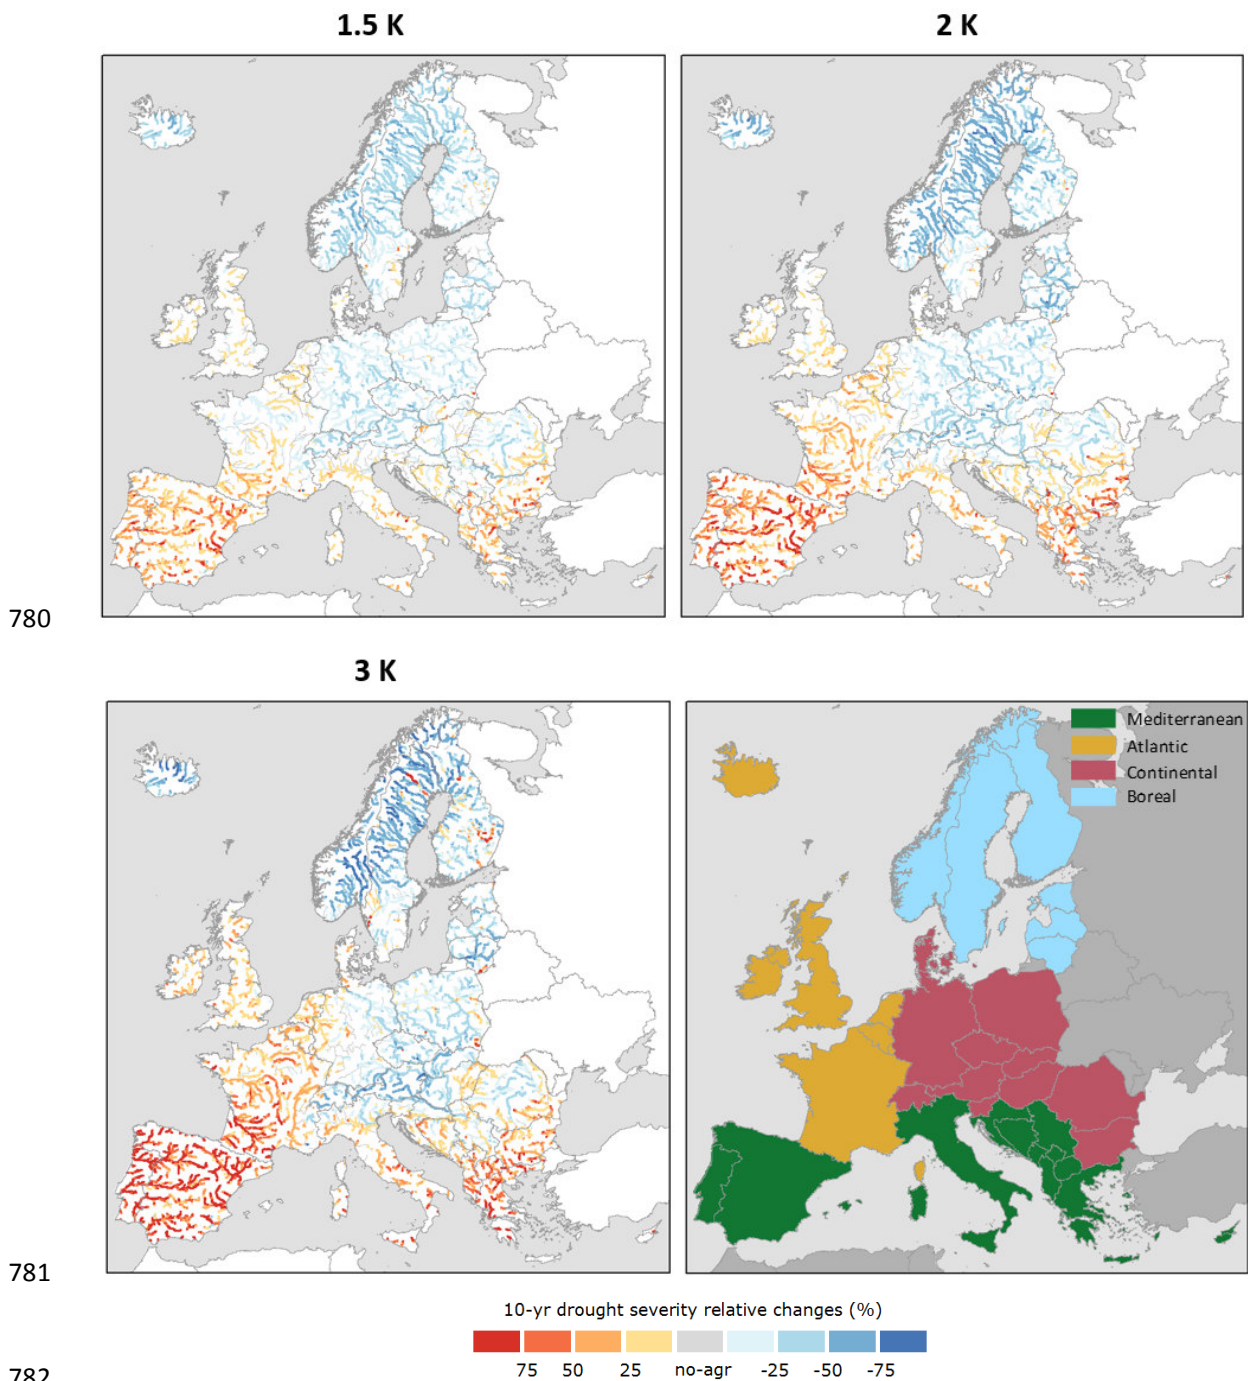 1.5 K
2 K
780
3 K
Mediterranean
Atlantic
Continental
Boreal
781
10-yr drought severity relative changes (%)
75 50 25 no-agr -25 -50 -75
782